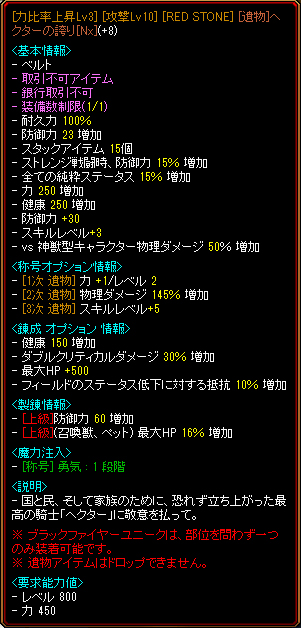 [力比率上昇Lv3] [攻撃Lv10] [RED STONE] [遺物]ヘ
クターの誇り[Nx](+8)
<基本情報>
- ベルト
- 取引不可アイテム
- 銀行取引不可
- 装備数制限(1/1)
- 耐久力 100%
- 防御力 23 増加
- スタックアイテム 15個
- ストレンジ戦闘時、防御力 15% 増加
- 全ての純粋ステータス 15% 増加
- 力 250 増加
- 健康 250 増加
- 防御力 +30
- スキルレベル+3
- vs 神獣型キャラクター物理ダメージ 50% 増加
<称号オプション情報>
- [1次 遺物] 力 +1/レベル 2
- [2次 遺物] 物理ダメージ 145% 増加
- [3次 遺物] スキルレベル+5
<錬成 オプション 情報>
- 健康 150 増加
- ダブルクリティカルダメージ 30% 増加
- 最大HP +500
- フィールドのステータス低下に対する抵抗 10% 増加
<製錬情報>
- [上級]防御力 60 増加
- [上級](召喚獣、ペット) 最大HP 16% 増加
<魔力注入>
- [称号] 勇気 : 1 段階
<説明>
- 国と民、そして家族のために、恐れず立ち上がった最
高の騎士「ヘクター」に敬意を払って。
※ ブラックファイヤーユニークは、部位を問わず一つ
のみ装着可能です。
※ 遺物アイテムはドロップできません。
<要求能力値>
- レベル 800
- 力 450